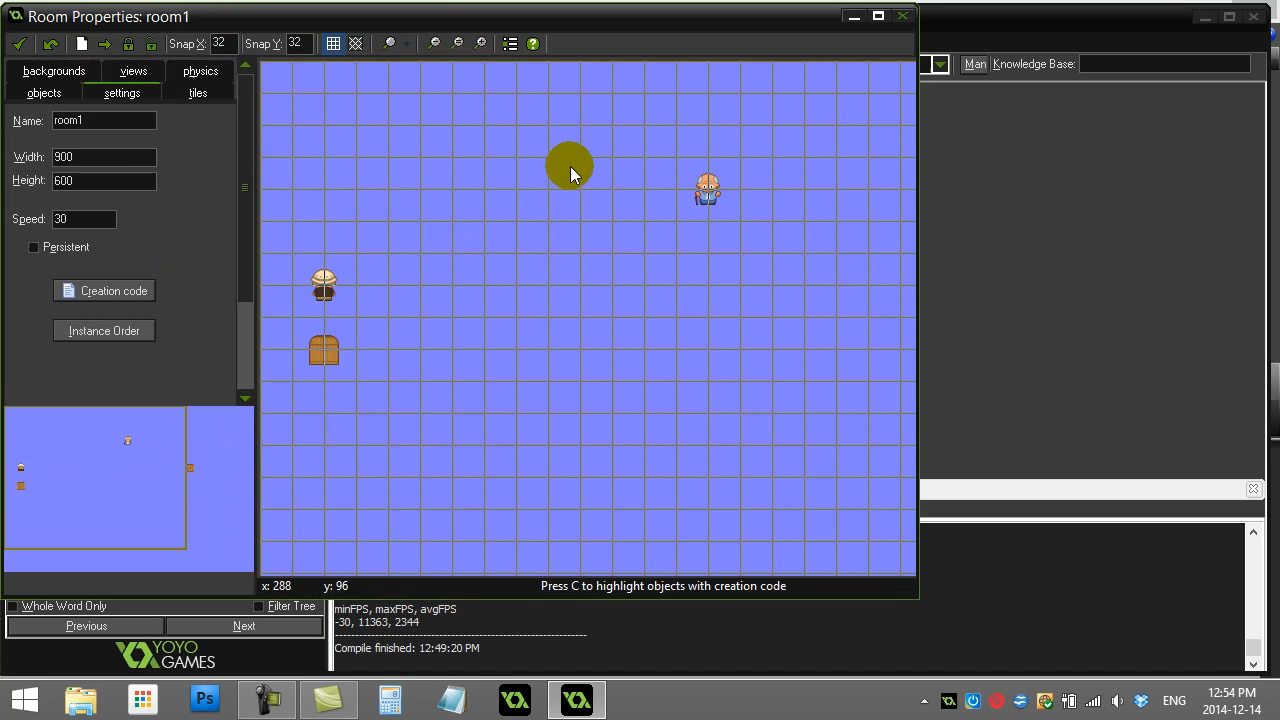 Room Properties: room1
Snap X: 32 Snap Y: 32
Man Knowledge Base:
backgrounds views physics
objects settings tiles
Name: room1
Width: 900
Height: 600
Speed: 30
Persistent
Creation code
Instance Order
x: 288 y: 96 Press C to highlight objects with creation code
Whole Word Only Filter Tree
Previous Next
YOYO
GAMES
minFPS, maxFPS, avgFPS
-30, 11363, 2344
Compile finished: 12:49:20 PM
Ps
ENG
12:54 PM
2014-12-14